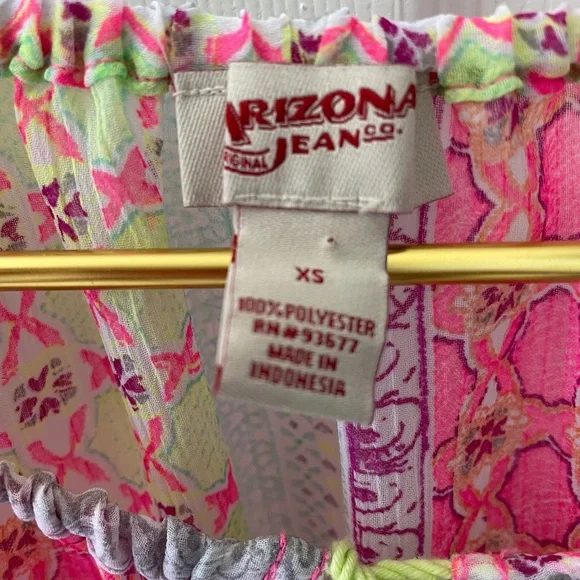 ARIZONA
ORIGINAL JEAN CO.
XS
100% POLYESTER
RN# 93677
MADE IN
INDONESIA